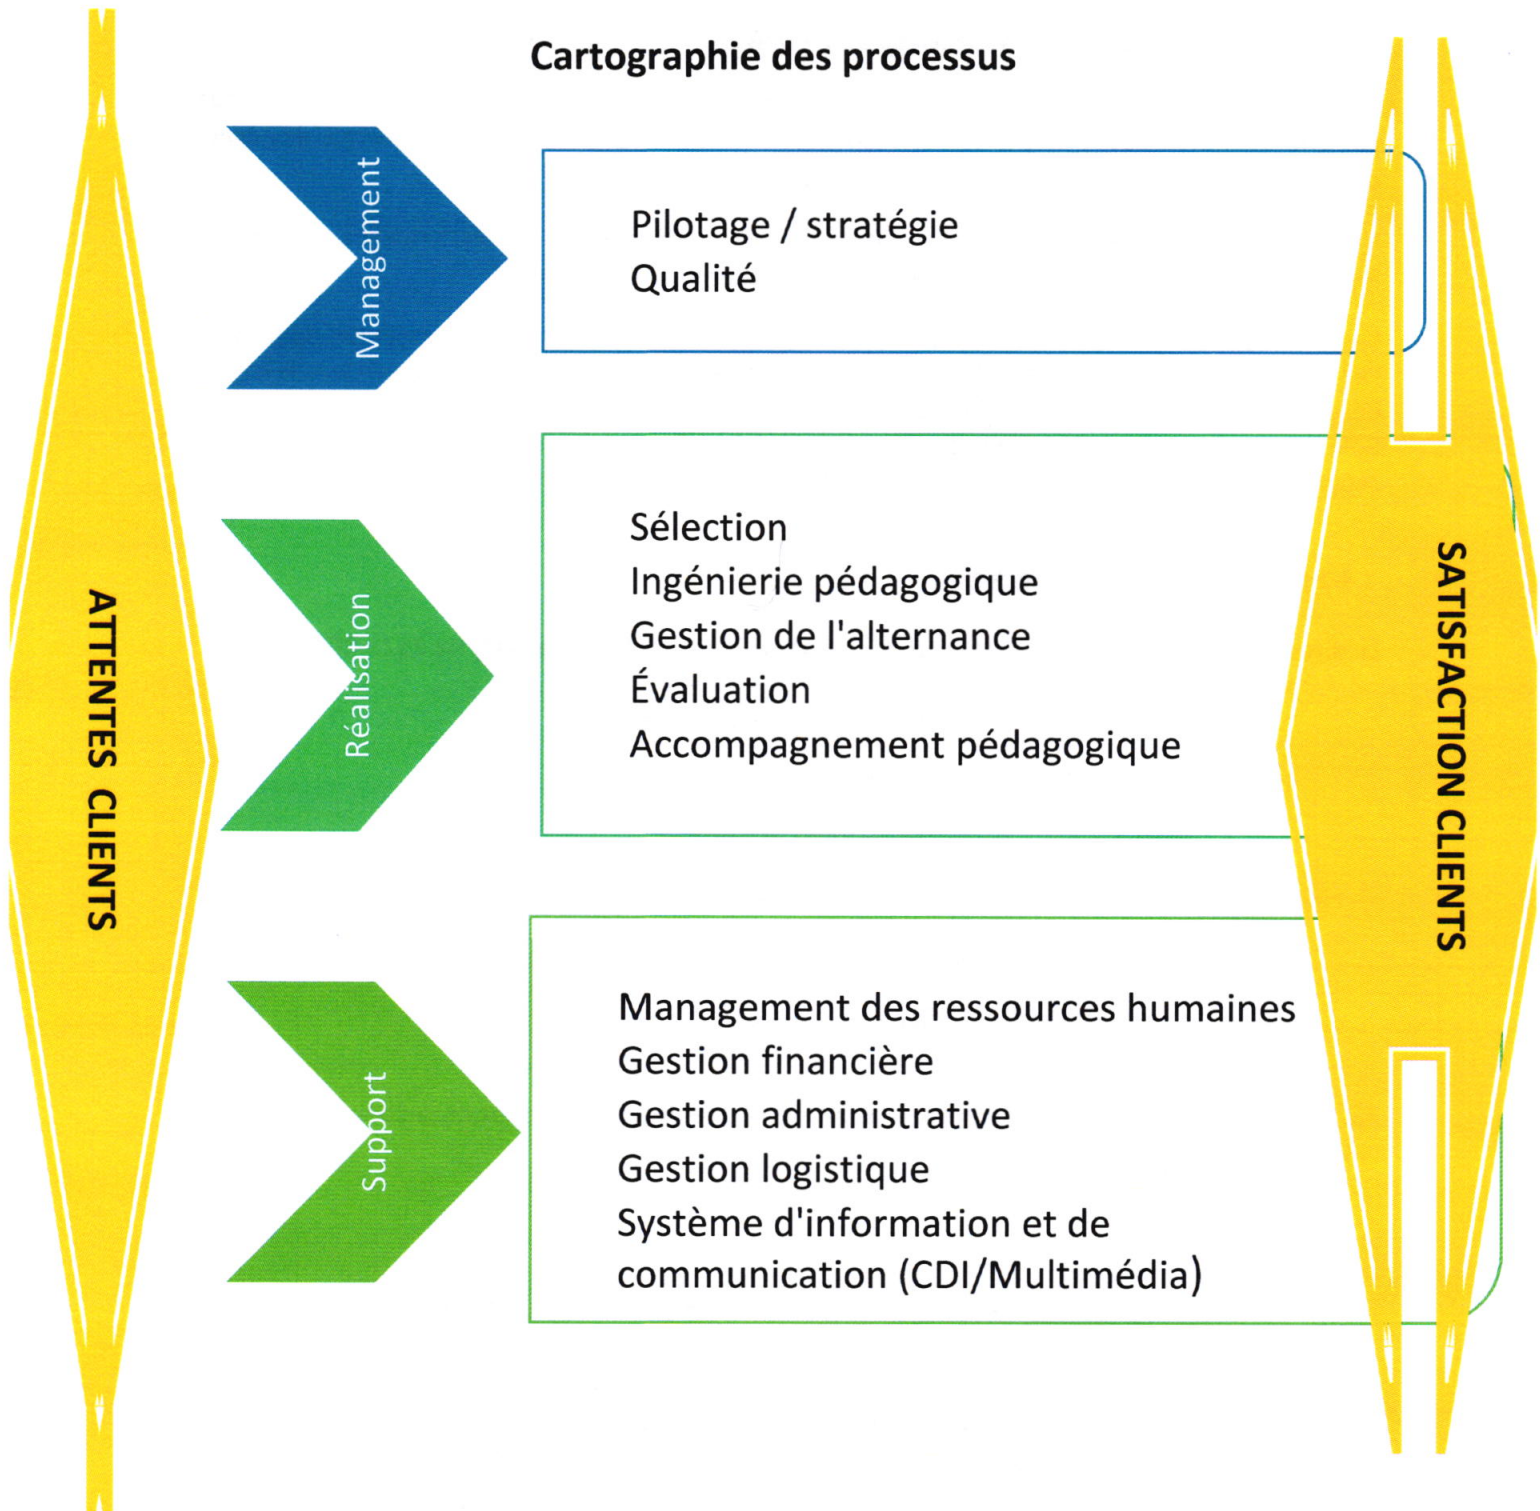 Cartographie des processus
ATTENTES CLIENTS
Management
Pilotage / stratégie
Qualité
Réalisation
Sélection
Ingénierie pédagogique
Gestion de l'alternance
Évaluation
Accompagnement pédagogique
Support
Management des ressources humaines
Gestion financière
Gestion administrative
Gestion logistique
Système d'information et de
communication (CDI/Multimédia)
SATISFACTION CLIENTS